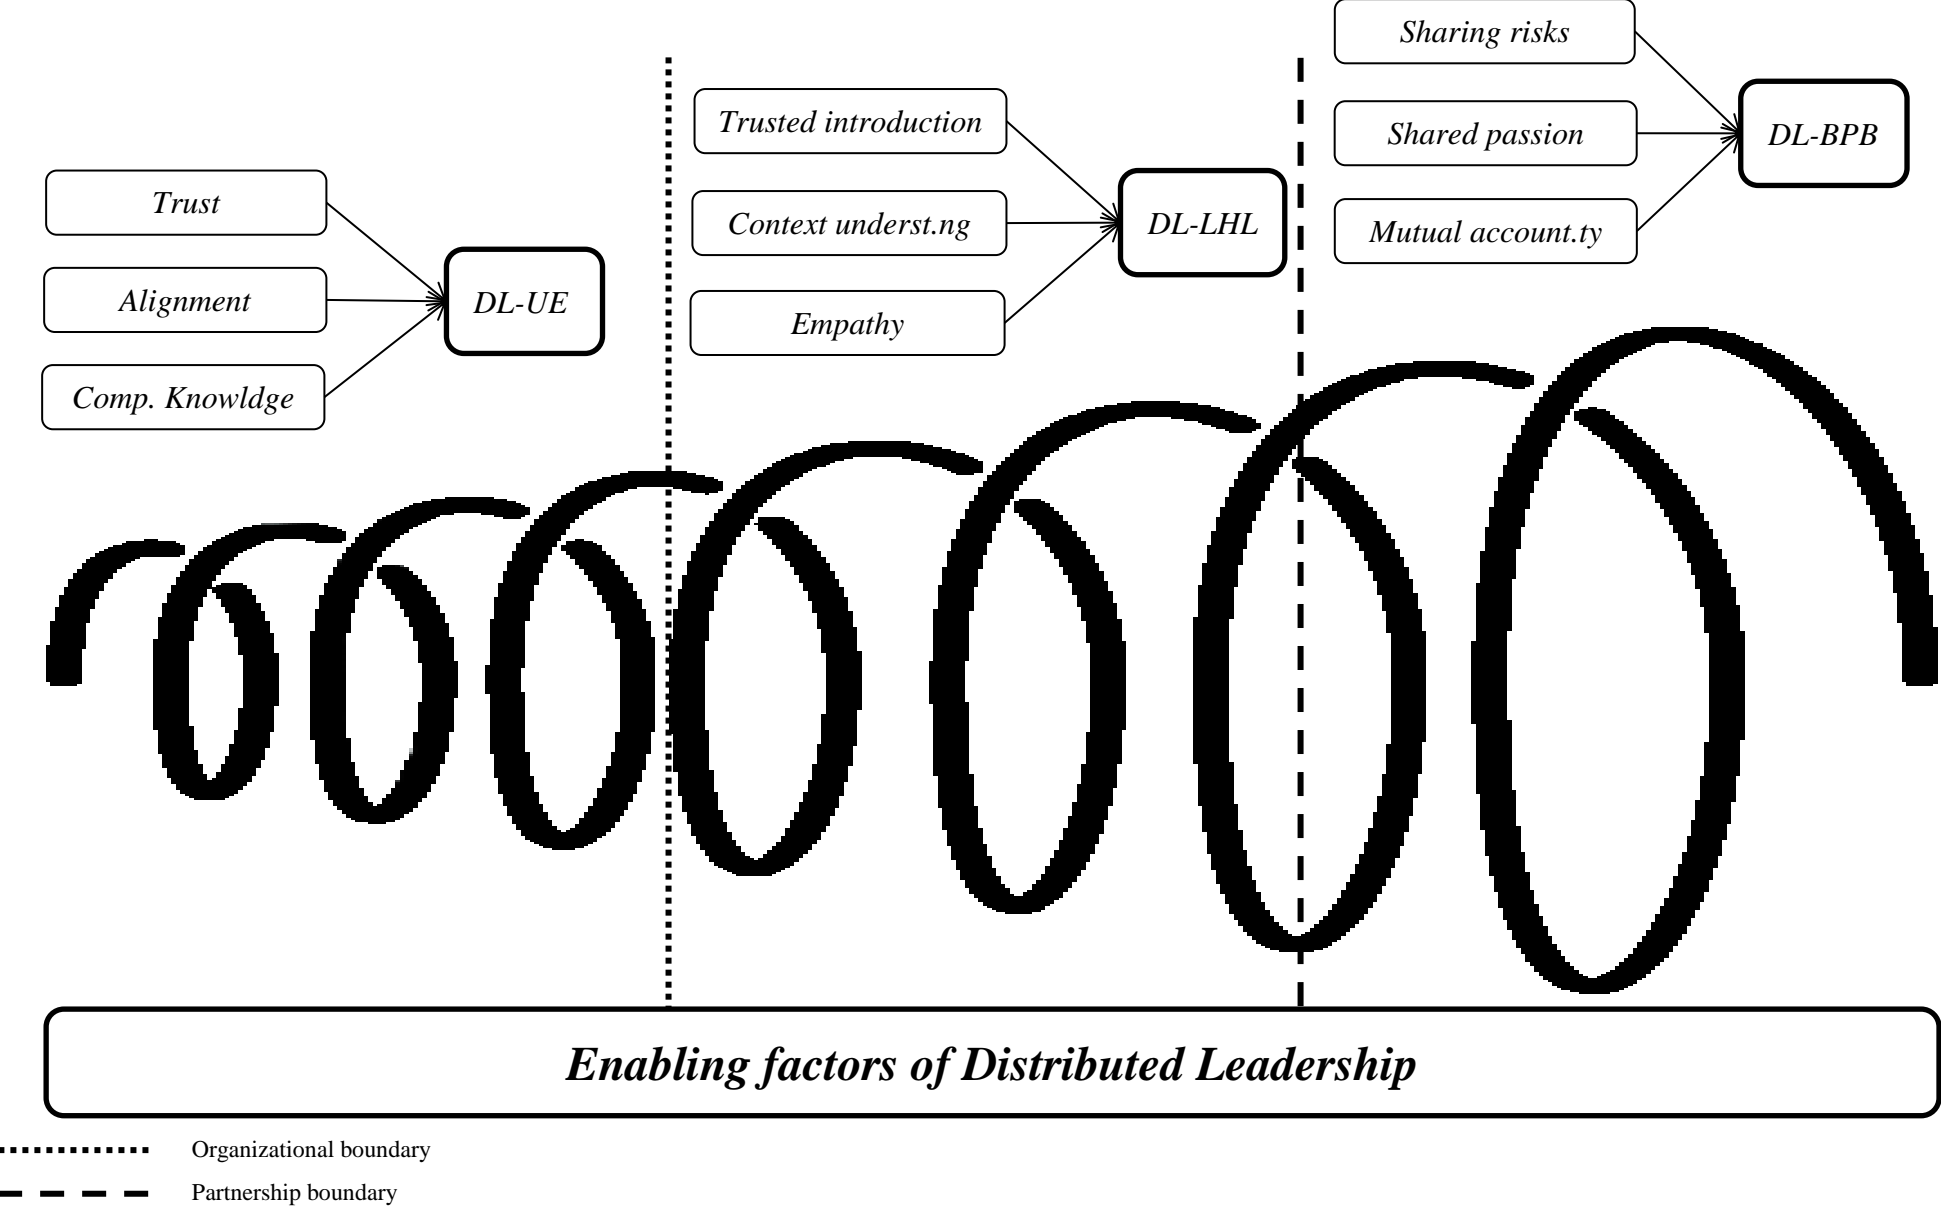 Trust
Alignment
Comp. Knowldge
DL-UE
Trusted introduction
Context underst.ng
Empathy
DL-LHL
Sharing risks
Shared passion
Mutual account.ty
DL-BPB
Enabling factors of Distributed Leadership
Organizational boundary
Partnership boundary